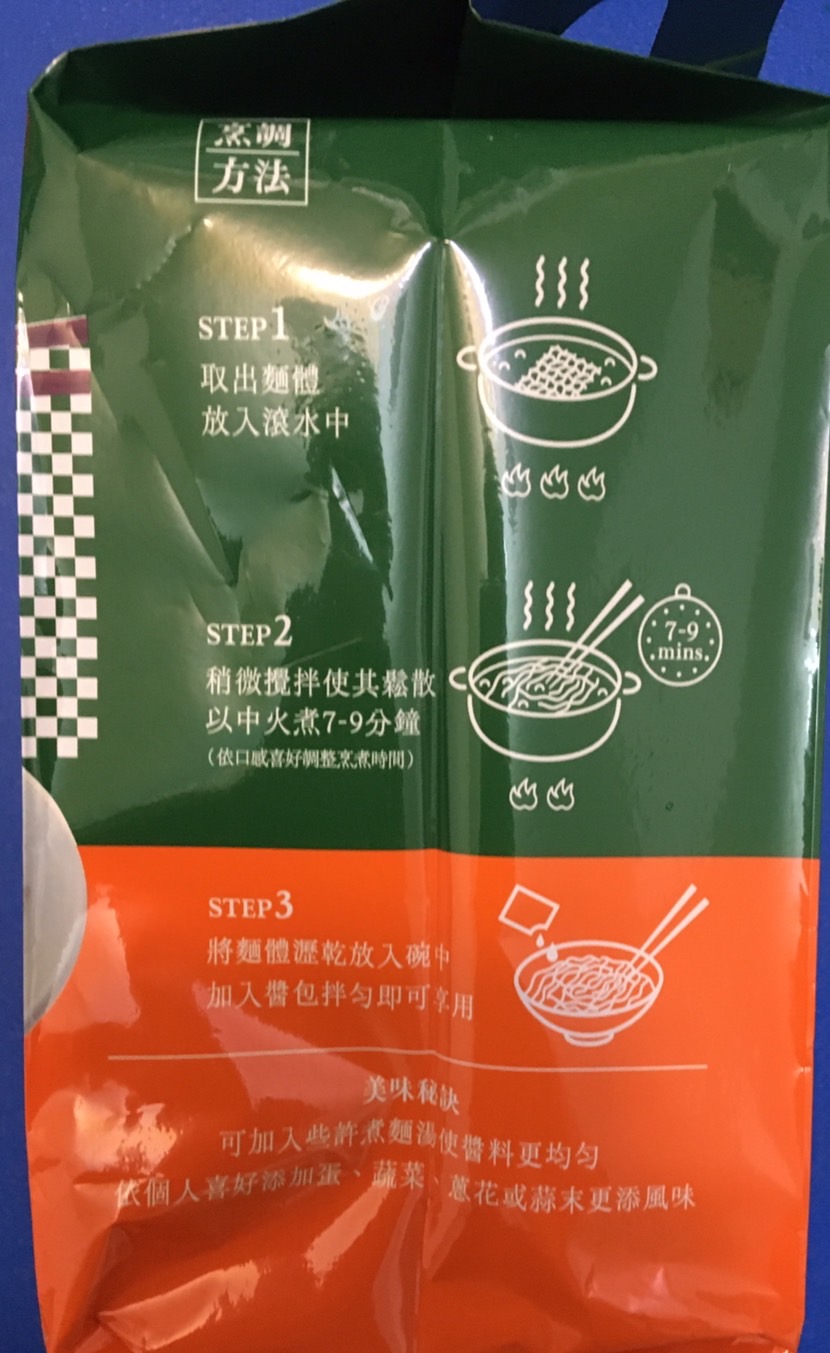 烹調
方法
STEP1
取出麵體
放入滾水中
STEP2
稍微攪拌使其鬆散
以中火煮7-9分鐘
(依口感喜好調整烹煮時間)
7-9
mins.
STEP3
將麵體瀝乾放入碗中
加入醬包拌勻即可享用
美味秘訣
可加入些許煮麵湯使醬料更均勻
依個人喜好添加蛋、蔬菜、蔥花或蒜末更添風味